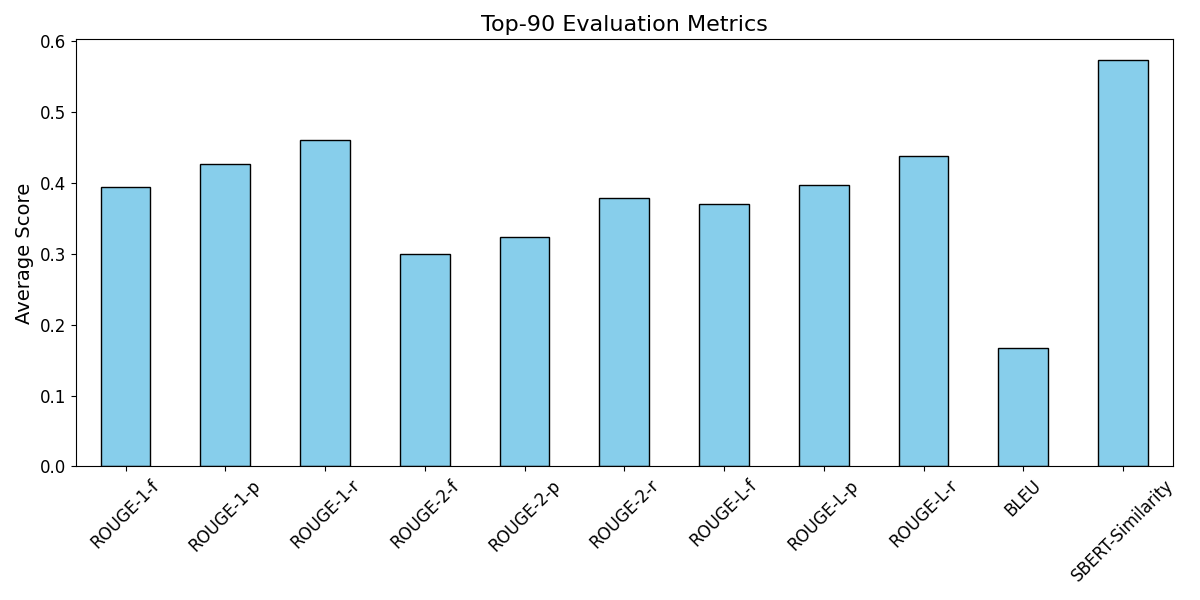 Top-90 Evaluation Metrics
Average Score
0.6
0.5
0.4
0.3
0.2
0.1
0.0
ROUGE-1-f
ROUGE-1-p
ROUGE-1-r
ROUGE-2-f
ROUGE-2-p
ROUGE-2-r
ROUGE-L-f
ROUGE-L-p
ROUGE-L-r
BLEU
SBERT-Similarity